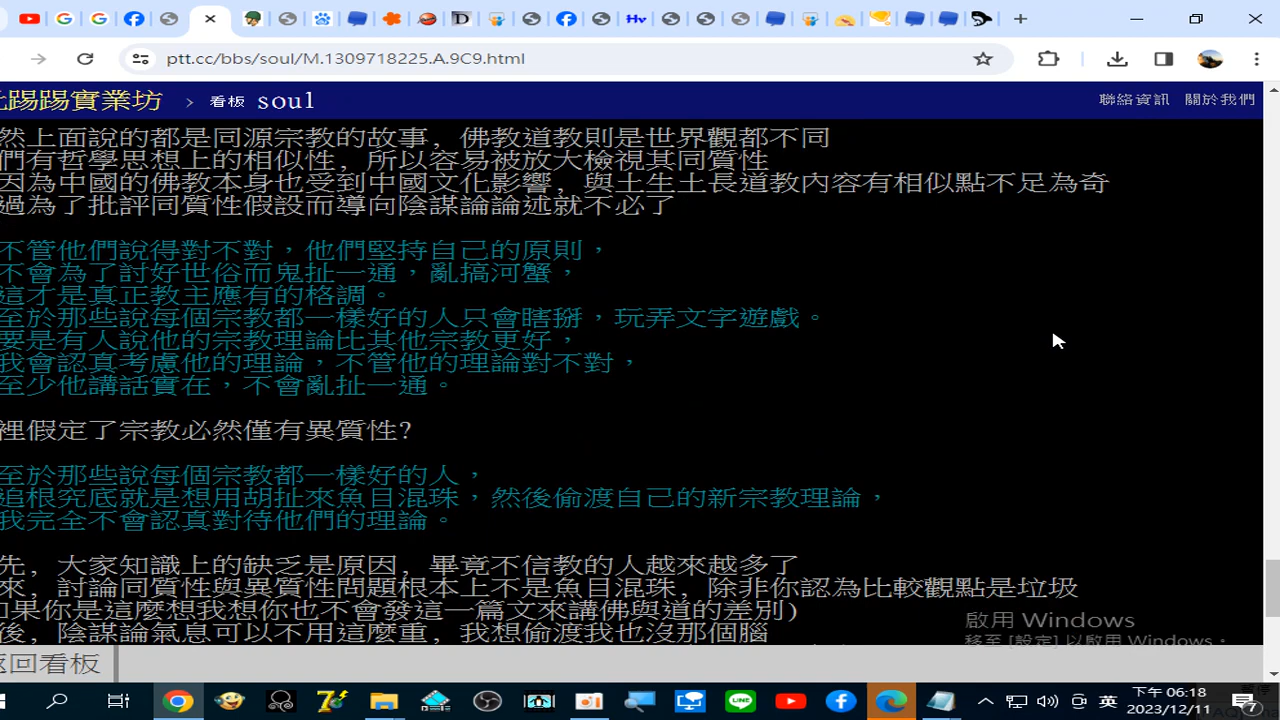 ptt.cc/bbs/soul/M.1309718225.A.9C9.html
踢踢實業坊 › 看板 soul 聯絡資訊 關於我們
然上面說的都是同源宗教的故事, 佛教道教則是世界觀都不同
們有哲學思想上的相似性, 所以容易被放大檢視其同質性
因為中國的佛教本身也受到中國文化影響, 與土生土長道教內容有相似點不足為奇
過為了批評同質性假設而導向陰謀論論述就不必了
不管他們說得對不對，他們堅持自己的原則，
不會為了討好世俗而鬼扯一通，亂搞河蟹，
這才是真正教主應有的格調。
至於那些說每個宗教都一樣好的人只會瞎掰，玩弄文字遊戲。
要是有人說他的宗教理論比其他宗教更好，
我會認真考慮他的理論，不管他的理論對不對，
至少他講話實在，不會亂扯一通。
裡假定了宗教必然僅有異質性?
至於那些說每個宗教都一樣好的人，
追根究底就是想用胡扯來魚目混珠，然後偷渡自己的新宗教理論，
我完全不會認真對待他們的理論。
先, 大家知識上的缺乏是原因, 畢竟不信教的人越來越多了
來, 討論同質性與異質性問題根本上不是魚目混珠, 除非你認為比較觀點是垃圾
如果你是這麼想我想你也不會發這一篇文來講佛與道的差別)
後, 陰謀論氣息可以不用這麼重, 我想偷渡我也沒那個腦
啟用 Windows
移至 [設定] 以啟用 Windows。
返回看板
英
下午 06:18
2023/12/11
7